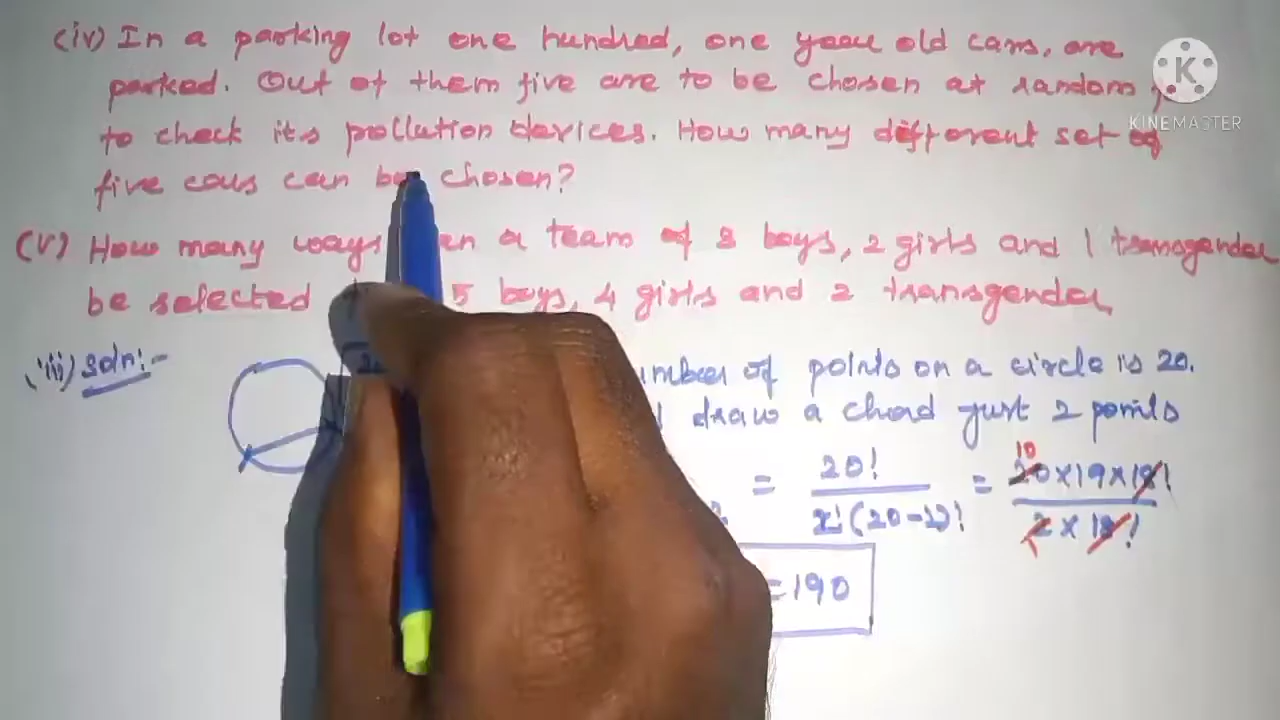 (iv) In a parking lot one hundred, one year old cars, are
parked. Out of them five are to be chosen at random
to check its pollution devices. How many different set of
five cars can be chosen?
(v) How many ways a team of 3 boys, 2 girls and 1 transgender
be selected 5 boys, 4 girls and 2 transgender.
(iii) Soln:-
number of points on a circle is 20.
draw a chord just 2 points
= 20! / 2!(20-2)! = 20×19×18! / 2×18!
10
1
=190
K
KINEMASTER